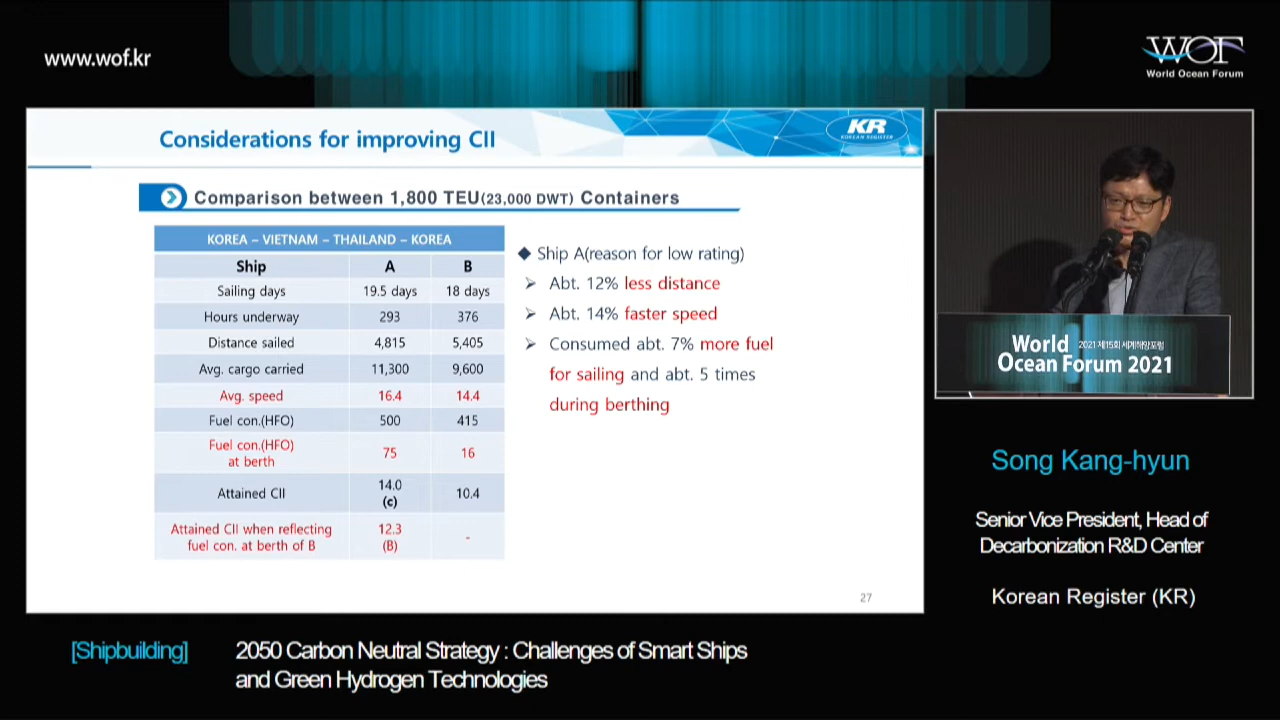 www.wof.kr
WOF
World Ocean Forum
Considerations for improving CII
KR
KOREAN REGISTER
Comparison between 1,800 TEU(23,000 DWT) Containers
KOREA – VIETNAM – THAILAND – KOREA
Ship A B
Sailing days 19.5 days 18 days
Hours underway 293 376
Distance sailed 4,815 5,405
Avg. cargo carried 11,300 9,600
Avg. speed 16.4 14.4
Fuel con.(HFO) 500 415
Fuel con.(HFO)
at berth 75 16
Attained CII 14.0
(c) 10.4
Attained CII when reflecting
fuel con. at berth of B 12.3
(B) -
◆ Ship A(reason for low rating)
➢ Abt. 12% less distance
➢ Abt. 14% faster speed
➢ Consumed abt. 7% more fuel
for sailing and abt. 5 times
during berthing
27
World 2021 제15회 세계해양포럼
Ocean Forum 2021
Song Kang-hyun
Senior Vice President, Head of
Decarbonization R&D Center
Korean Register (KR)
[Shipbuilding] 2050 Carbon Neutral Strategy : Challenges of Smart Ships
and Green Hydrogen Technologies